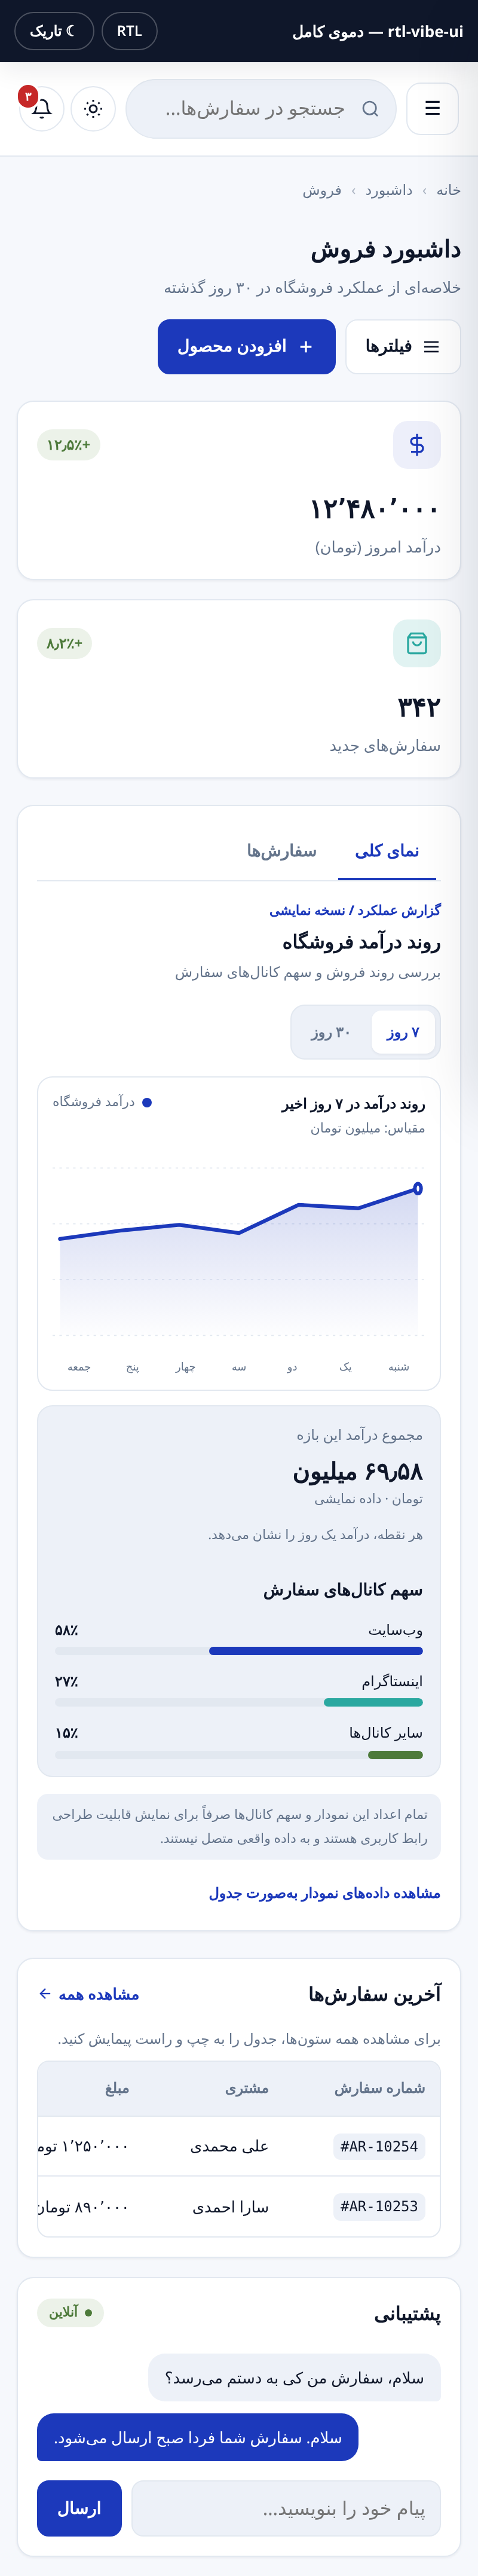 rtl-vibe-ui — دموی کامل
RTL
☾ تاریک
☰
جستجو در سفارش‌ها...
۳
خانه › داشبورد › فروش
داشبورد فروش
خلاصه‌ای از عملکرد فروشگاه در ۳۰ روز گذشته
فیلترها
+ افزودن محصول
+۱۲٫۵٪
۱۲٬۴۸۰٬۰۰۰
درآمد امروز (تومان)
+۸٫۲٪
۳۴۲
سفارش‌های جدید
نمای کلی
سفارش‌ها
گزارش عملکرد / نسخه نمایشی
روند درآمد فروشگاه
بررسی روند فروش و سهم کانال‌های سفارش
۷ روز
۳۰ روز
روند درآمد در ۷ روز اخیر
درآمد فروشگاه
مقیاس: میلیون تومان
شنبه یک دو سه چهار پنج جمعه
مجموع درآمد این بازه
۶۹٫۵۸ میلیون
تومان · داده نمایشی
هر نقطه، درآمد یک روز را نشان می‌دهد.
سهم کانال‌های سفارش
وب‌سایت ۵۸٪
اینستاگرام ۲۷٪
سایر کانال‌ها ۱۵٪
تمام اعداد این نمودار و سهم کانال‌ها صرفاً برای نمایش قابلیت طراحی
رابط کاربری هستند و به داده واقعی متصل نیستند.
مشاهده داده‌های نمودار به‌صورت جدول
آخرین سفارش‌ها
مشاهده همه ←
برای مشاهده همه ستون‌ها، جدول را به چپ و راست پیمایش کنید.
شماره سفارش مشتری مبلغ
#AR-10254 علی محمدی ۱٬۲۵۰٬۰۰۰ توم
#AR-10253 سارا احمدی ۸۹۰٬۰۰۰ تومان
پشتیبانی
آنلاین
سلام، سفارش من کی به دستم می‌رسد؟
سلام. سفارش شما فردا صبح ارسال می‌شود.
پیام خود را بنویسید...
ارسال